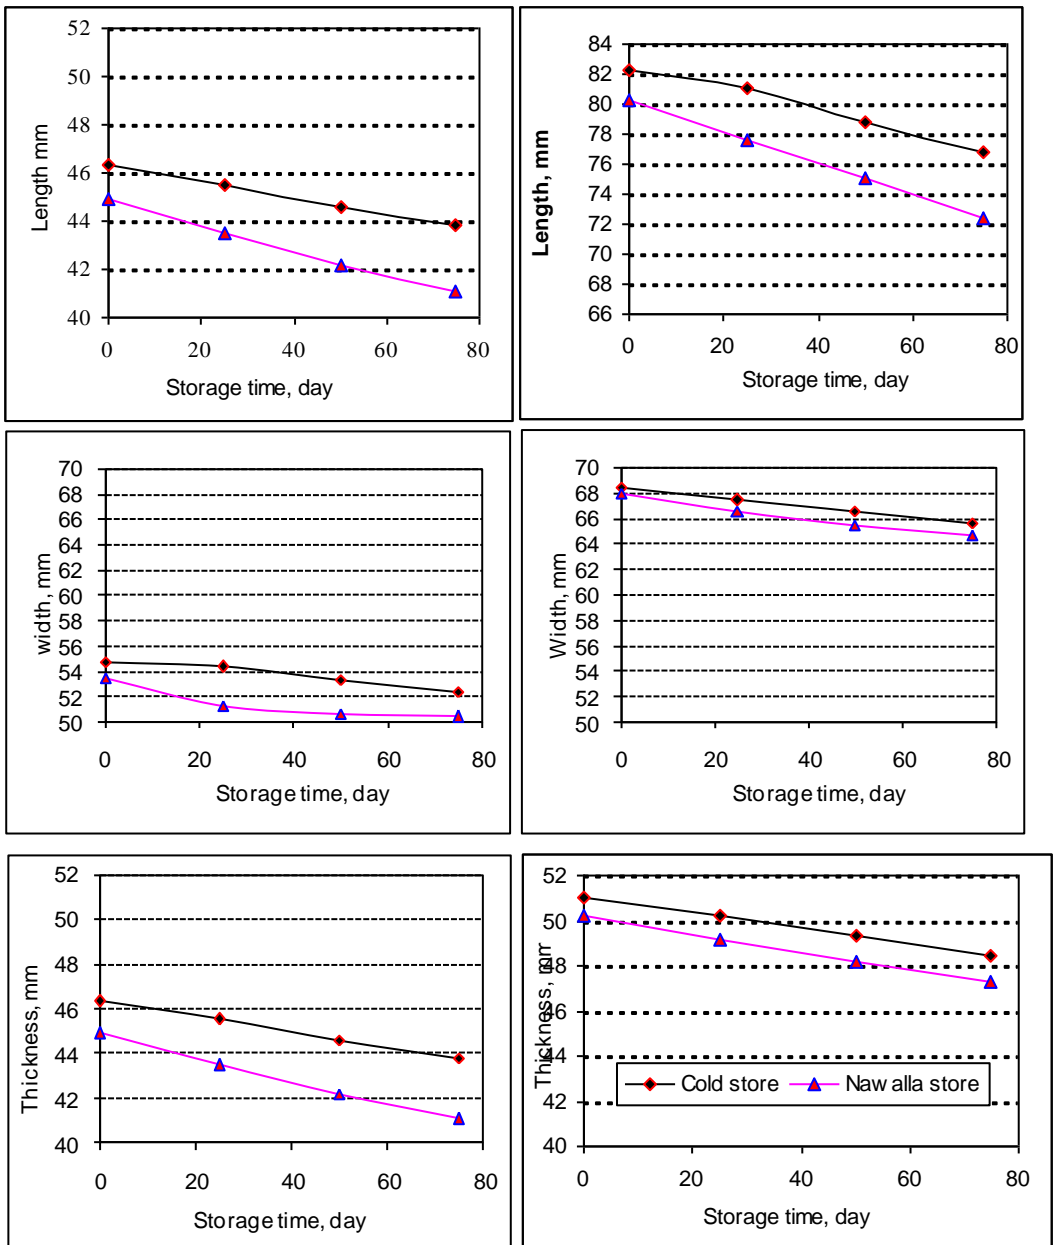 52
50
48
46
44
42
40
Length mm
0 20 40 60 80
Storage time, day
84
82
80
78
76
74
72
70
68
66
Length, mm
0 20 40 60 80
Storage time, day
70
68
66
64
62
60
58
56
54
52
50
width, mm
0 20 40 60 80
Storage time, day
70
68
66
64
62
60
58
56
54
52
50
Width, mm
0 20 40 60 80
Storage time, day
52
50
48
46
44
42
40
Thickness, mm
0 20 40 60 80
Storage time, day
52
50
48
46
44
42
40
Thickness, mm
Cold store Nawalla store
0 20 40 60 80
Storage time, day